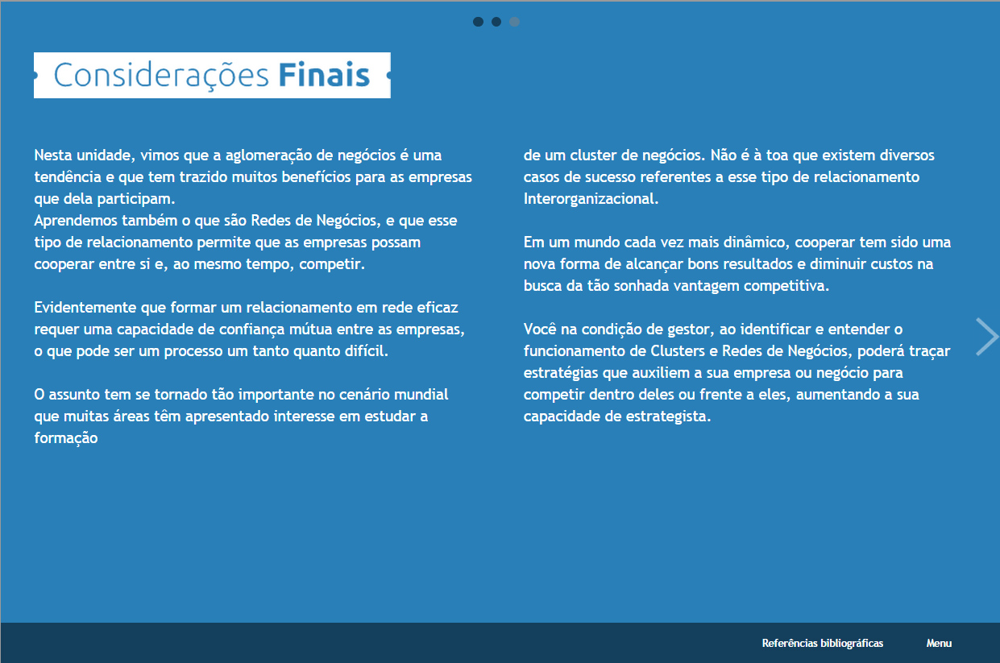 Considerações Finais
Nesta unidade, vimos que a aglomeração de negócios é uma
tendência e que tem trazido muitos benefícios para as empresas
que dela participam.
Aprendemos também o que são Redes de Negócios, e que esse
tipo de relacionamento permite que as empresas possam
cooperar entre si e, ao mesmo tempo, competir.
Evidentemente que formar um relacionamento em rede eficaz
requer uma capacidade de confiança mútua entre as empresas,
o que pode ser um processo um tanto quanto difícil.
O assunto tem se tornado tão importante no cenário mundial
que muitas áreas têm apresentado interesse em estudar a
formação
de um cluster de negócios. Não é à toa que existem diversos
casos de sucesso referentes a esse tipo de relacionamento
Interorganizacional.
Em um mundo cada vez mais dinâmico, cooperar tem sido uma
nova forma de alcançar bons resultados e diminuir custos na
busca da tão sonhada vantagem competitiva.
Você na condição de gestor, ao identificar e entender o
funcionamento de Clusters e Redes de Negócios, poderá traçar
estratégias que auxiliem a sua empresa ou negócio para
competir dentro deles ou frente a eles, aumentando a sua
capacidade de estrategista.
Referências bibliográficas
Menu